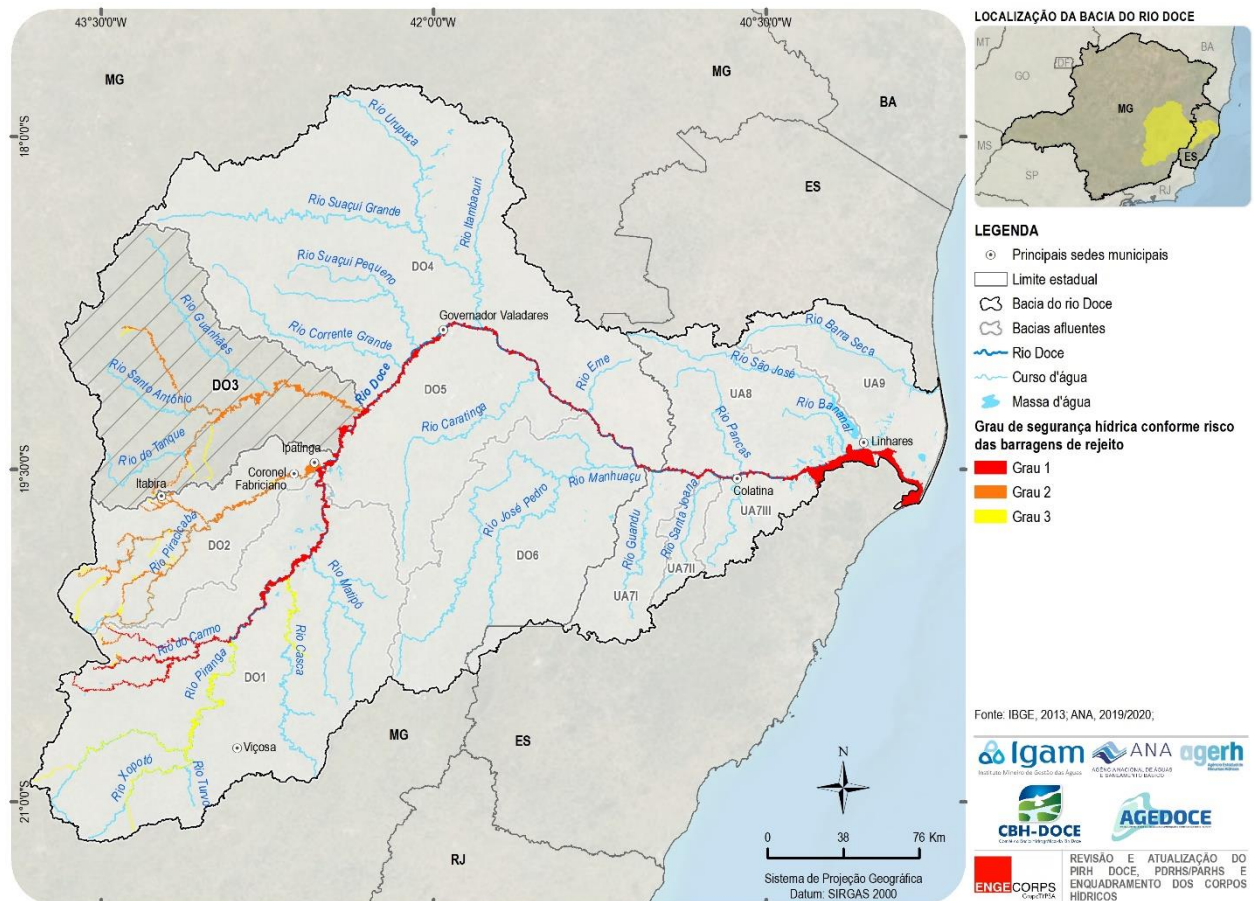 43°30'0"W
42°0'0"W
40°30'0"W
18°0'0"S
19°30'0"S
21°0'0"S
MG
MG
BA
ES
Rio Urupuca
Rio Suaçuí Grande
Rio Itambacuri
Rio Suaçuí Pequeno
DO4
Rio Guanhães
Governador Valadares
Rio Corrente Grande
Rio Barra Seca
Rio Santo Antônio
DO3
Rio Doce
DO5
Rio Eme
Rio São José
UA9
UA8
Rio Caratinga
Rio Bananal
Rio do Tanque
Ipatinga
Rio Pancas
Linhares
Itabira
Coronel
Fabriciano
Rio Manhuaçu
Colatina
Rio Piracicaba
Rio José Pedro
Rio Santa Joana
UA7III
DO2
DO6
Rio Guandu
UA7II
UA7I
Rio Matipó
Rio do Carmo
Rio Casca
Rio Piranga
DO1
Viçosa
Rio Xopotó
Rio Turvo
MG
ES
RJ
N
0 38 76 Km
Sistema de Projeção Geográfica
Datum: SIRGAS 2000
LOCALIZAÇÃO DA BACIA DO RIO DOCE
MT
BA
DF
GO
MG
MS
ES
SP
RJ
LEGENDA
Principais sedes municipais
Limite estadual
Bacia do rio Doce
Bacias afluentes
Rio Doce
Curso d'água
Massa d'água
Grau de segurança hídrica conforme risco
das barragens de rejeito
Grau 1
Grau 2
Grau 3
Fonte: IBGE, 2013; ANA, 2019/2020;
Igam
Instituto Mineiro de Gestão das Águas
ANA
AGÊNCIA NACIONAL DE ÁGUAS
E SANEAMENTO BÁSICO
agerh
CBH-DOCE
AGEDOCE
ENGECORPS
REVISÃO E ATUALIZAÇÃO DO
PIRH DOCE, PDRHS/PARHS E
ENQUADRAMENTO DOS CORPOS
HÍDRICOS